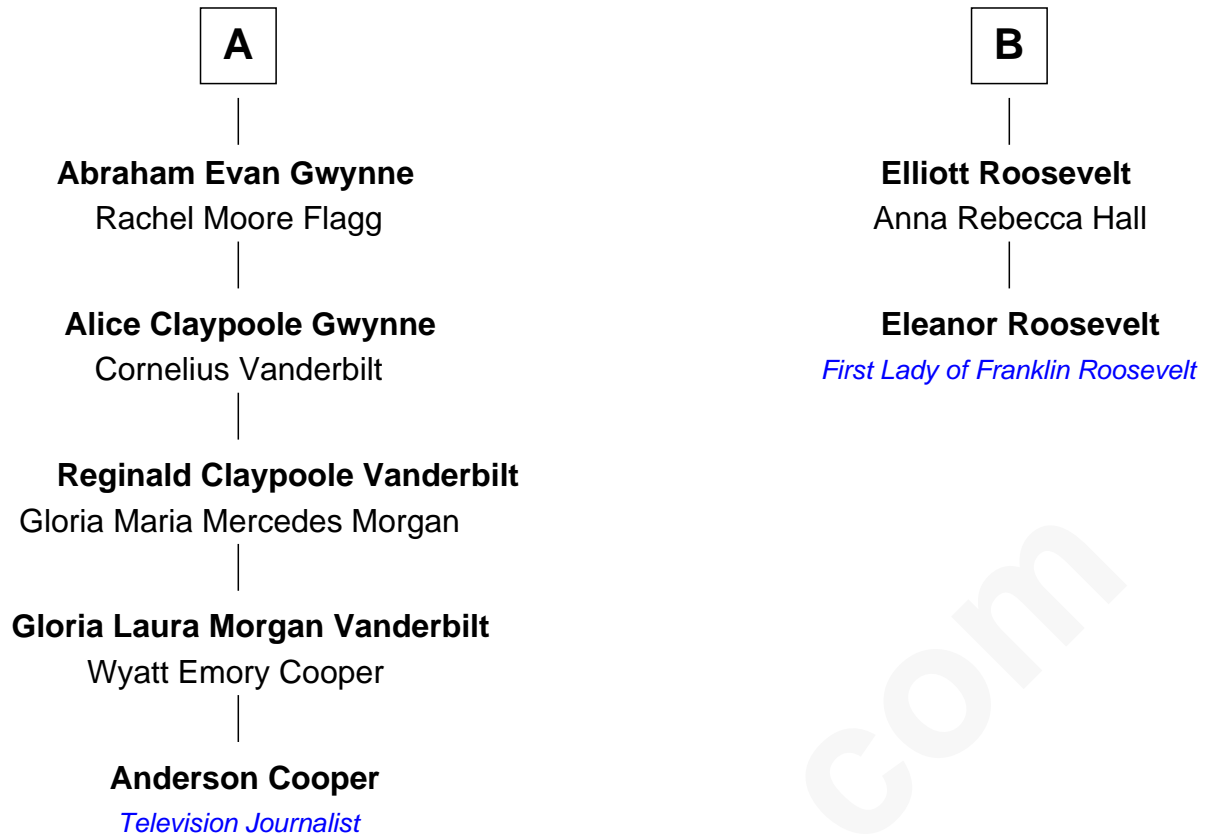 A
Abraham Evan Gwynne
Rachel Moore Flagg
Alice Claypoole Gwynne
Cornelius Vanderbilt
Reginald Claypoole Vanderbilt
Gloria Maria Mercedes Morgan
Gloria Laura Morgan Vanderbilt
Wyatt Emory Cooper
Anderson Cooper
Television Journalist
B
Elliott Roosevelt
Anna Rebecca Hall
Eleanor Roosevelt
First Lady of Franklin Roosevelt
com